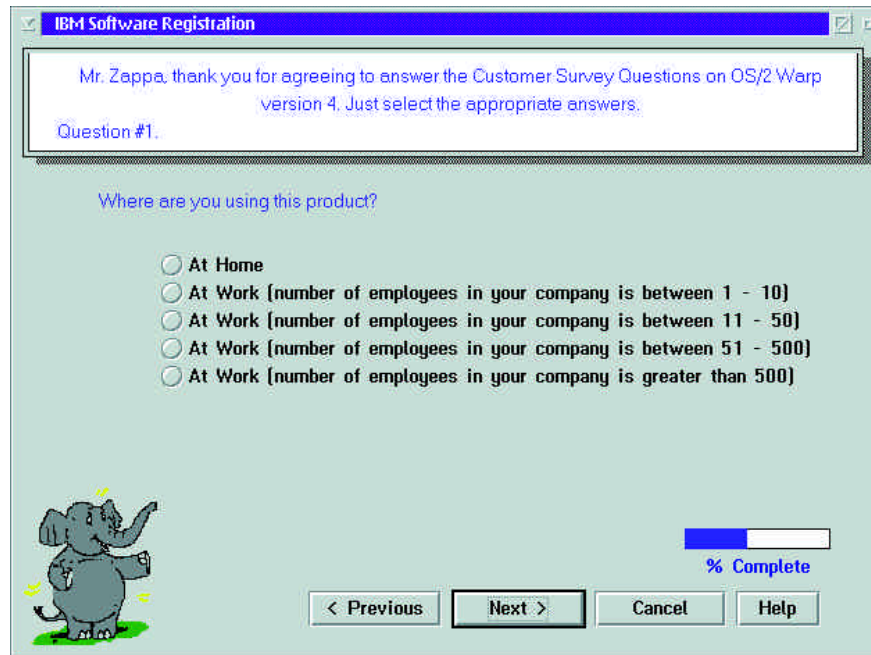 IBM Software Registration
Mr. Zappa, thank you for agreeing to answer the Customer Survey Questions on OS/2 Warp
version 4. Just select the appropriate answers.
Question #1.
Where are you using this product?
At Home
At Work (number of employees in your company is between 1 - 10)
At Work (number of employees in your company is between 11 - 50)
At Work (number of employees in your company is between 51 - 500)
At Work (number of employees in your company is greater than 500)
% Complete
< Previous Next > Cancel Help